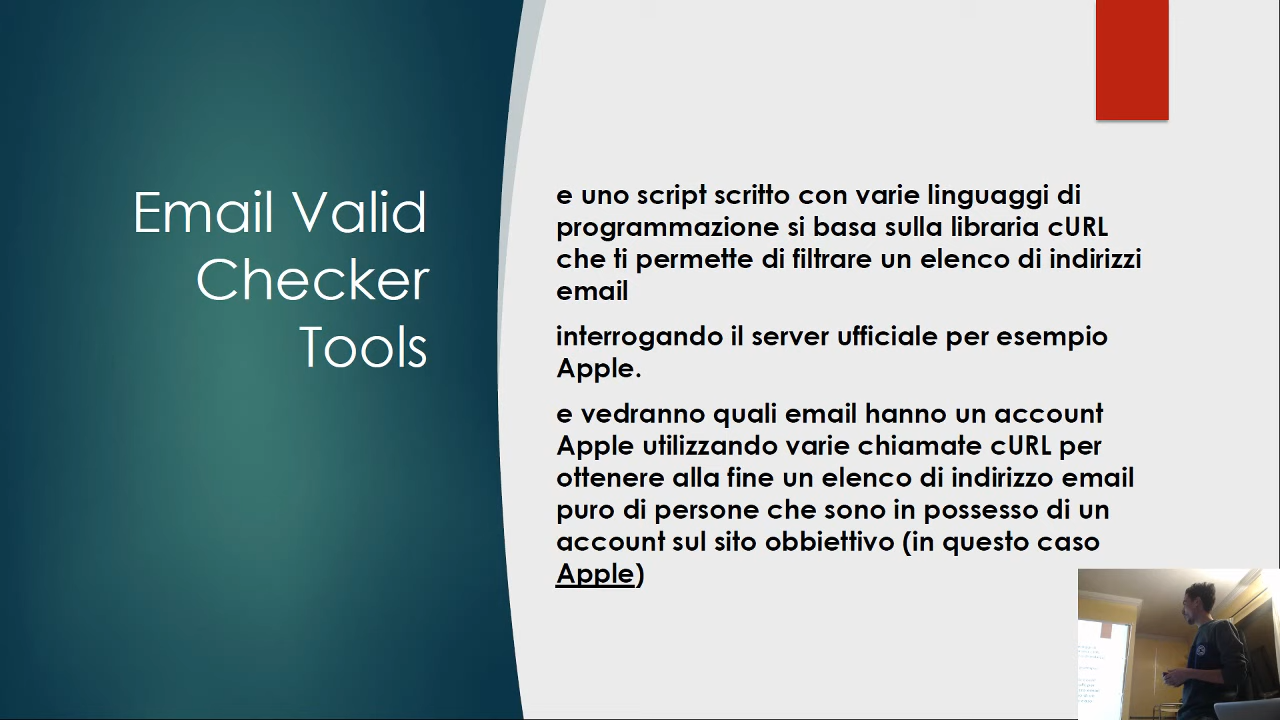 Email Valid
Checker
Tools
e uno script scritto con varie linguaggi di
programmazione si basa sulla libraria cURL
che ti permette di filtrare un elenco di indirizzi
email
interrogando il server ufficiale per esempio
Apple.
e vedranno quali email hanno un account
Apple utilizzando varie chiamate cURL per
ottenere alla fine un elenco di indirizzo email
puro di persone che sono in possesso di un
account sul sito obbiettivo (in questo caso
Apple)